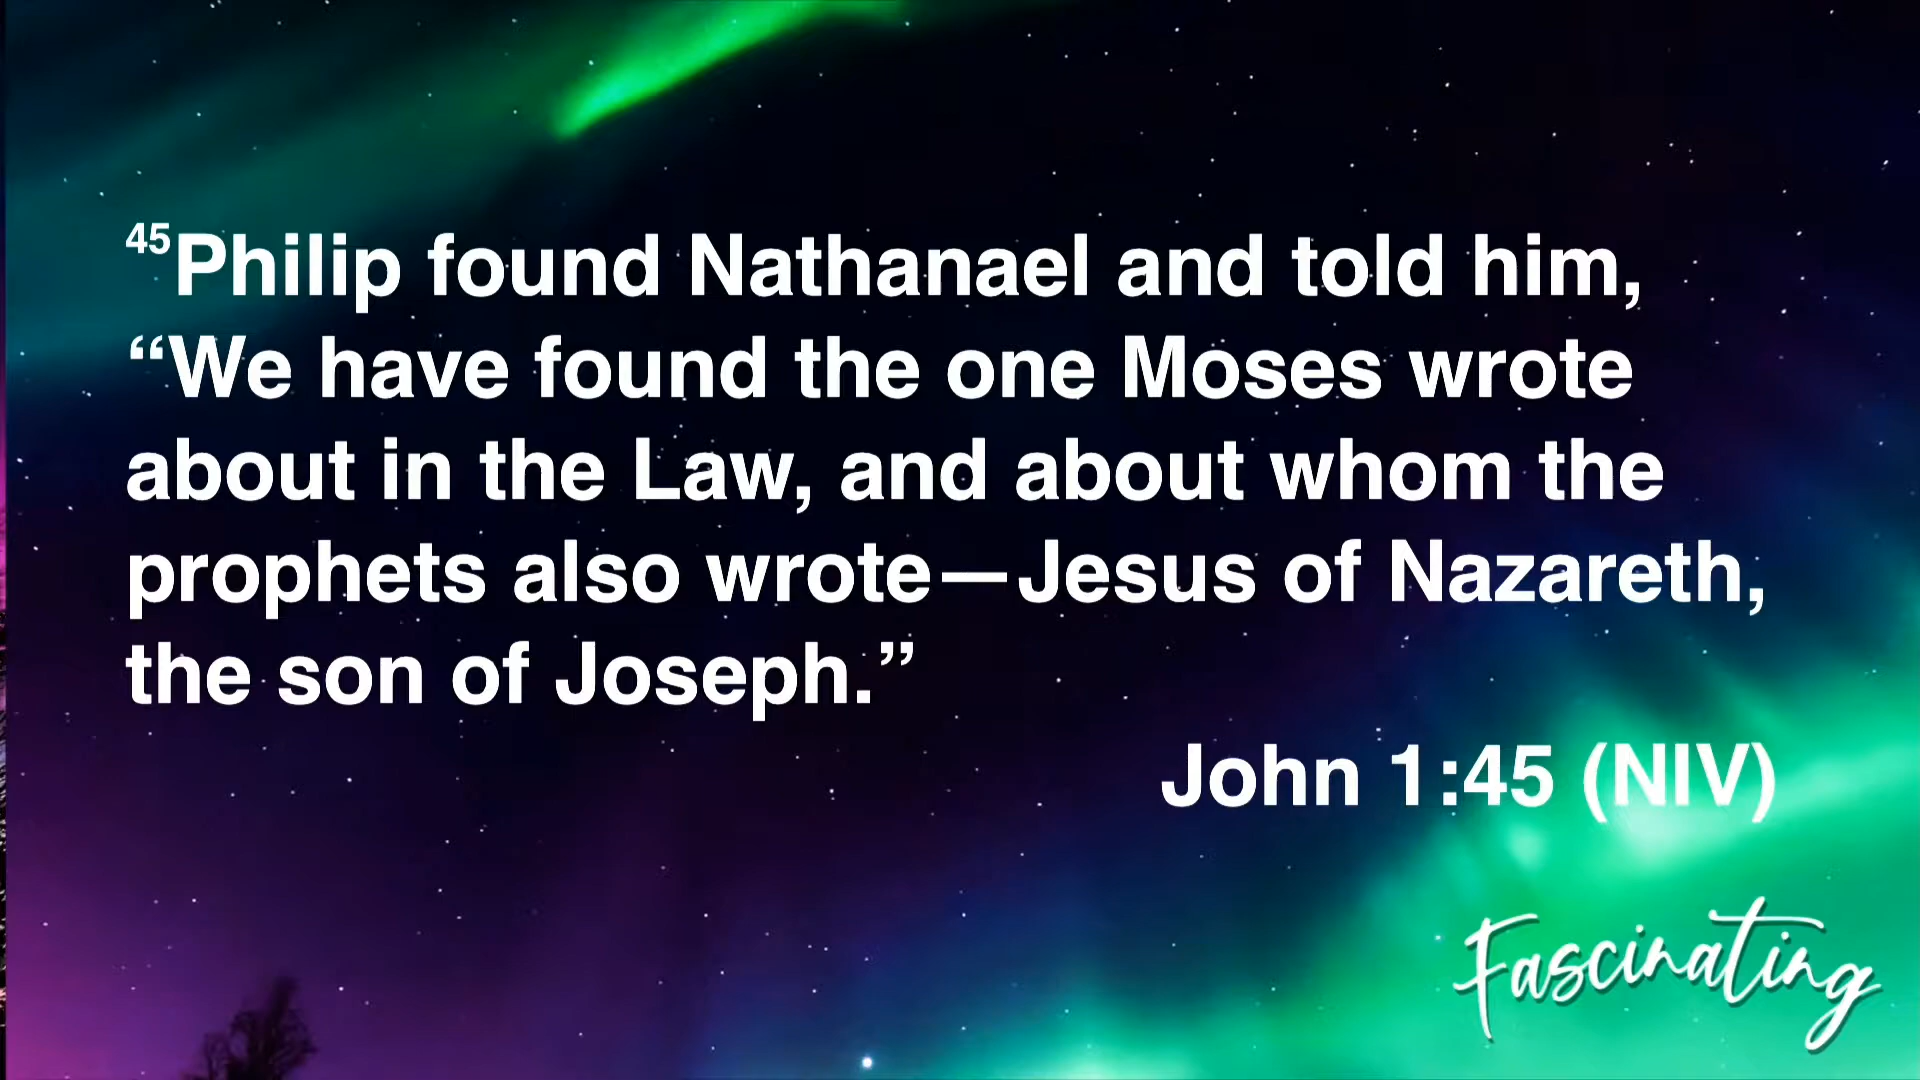 45Philip found Nathanael and told him,
“We have found the one Moses wrote
about in the Law, and about whom the
prophets also wrote—Jesus of Nazareth,
the son of Joseph.”
John 1:45 (NIV)
Fascinating